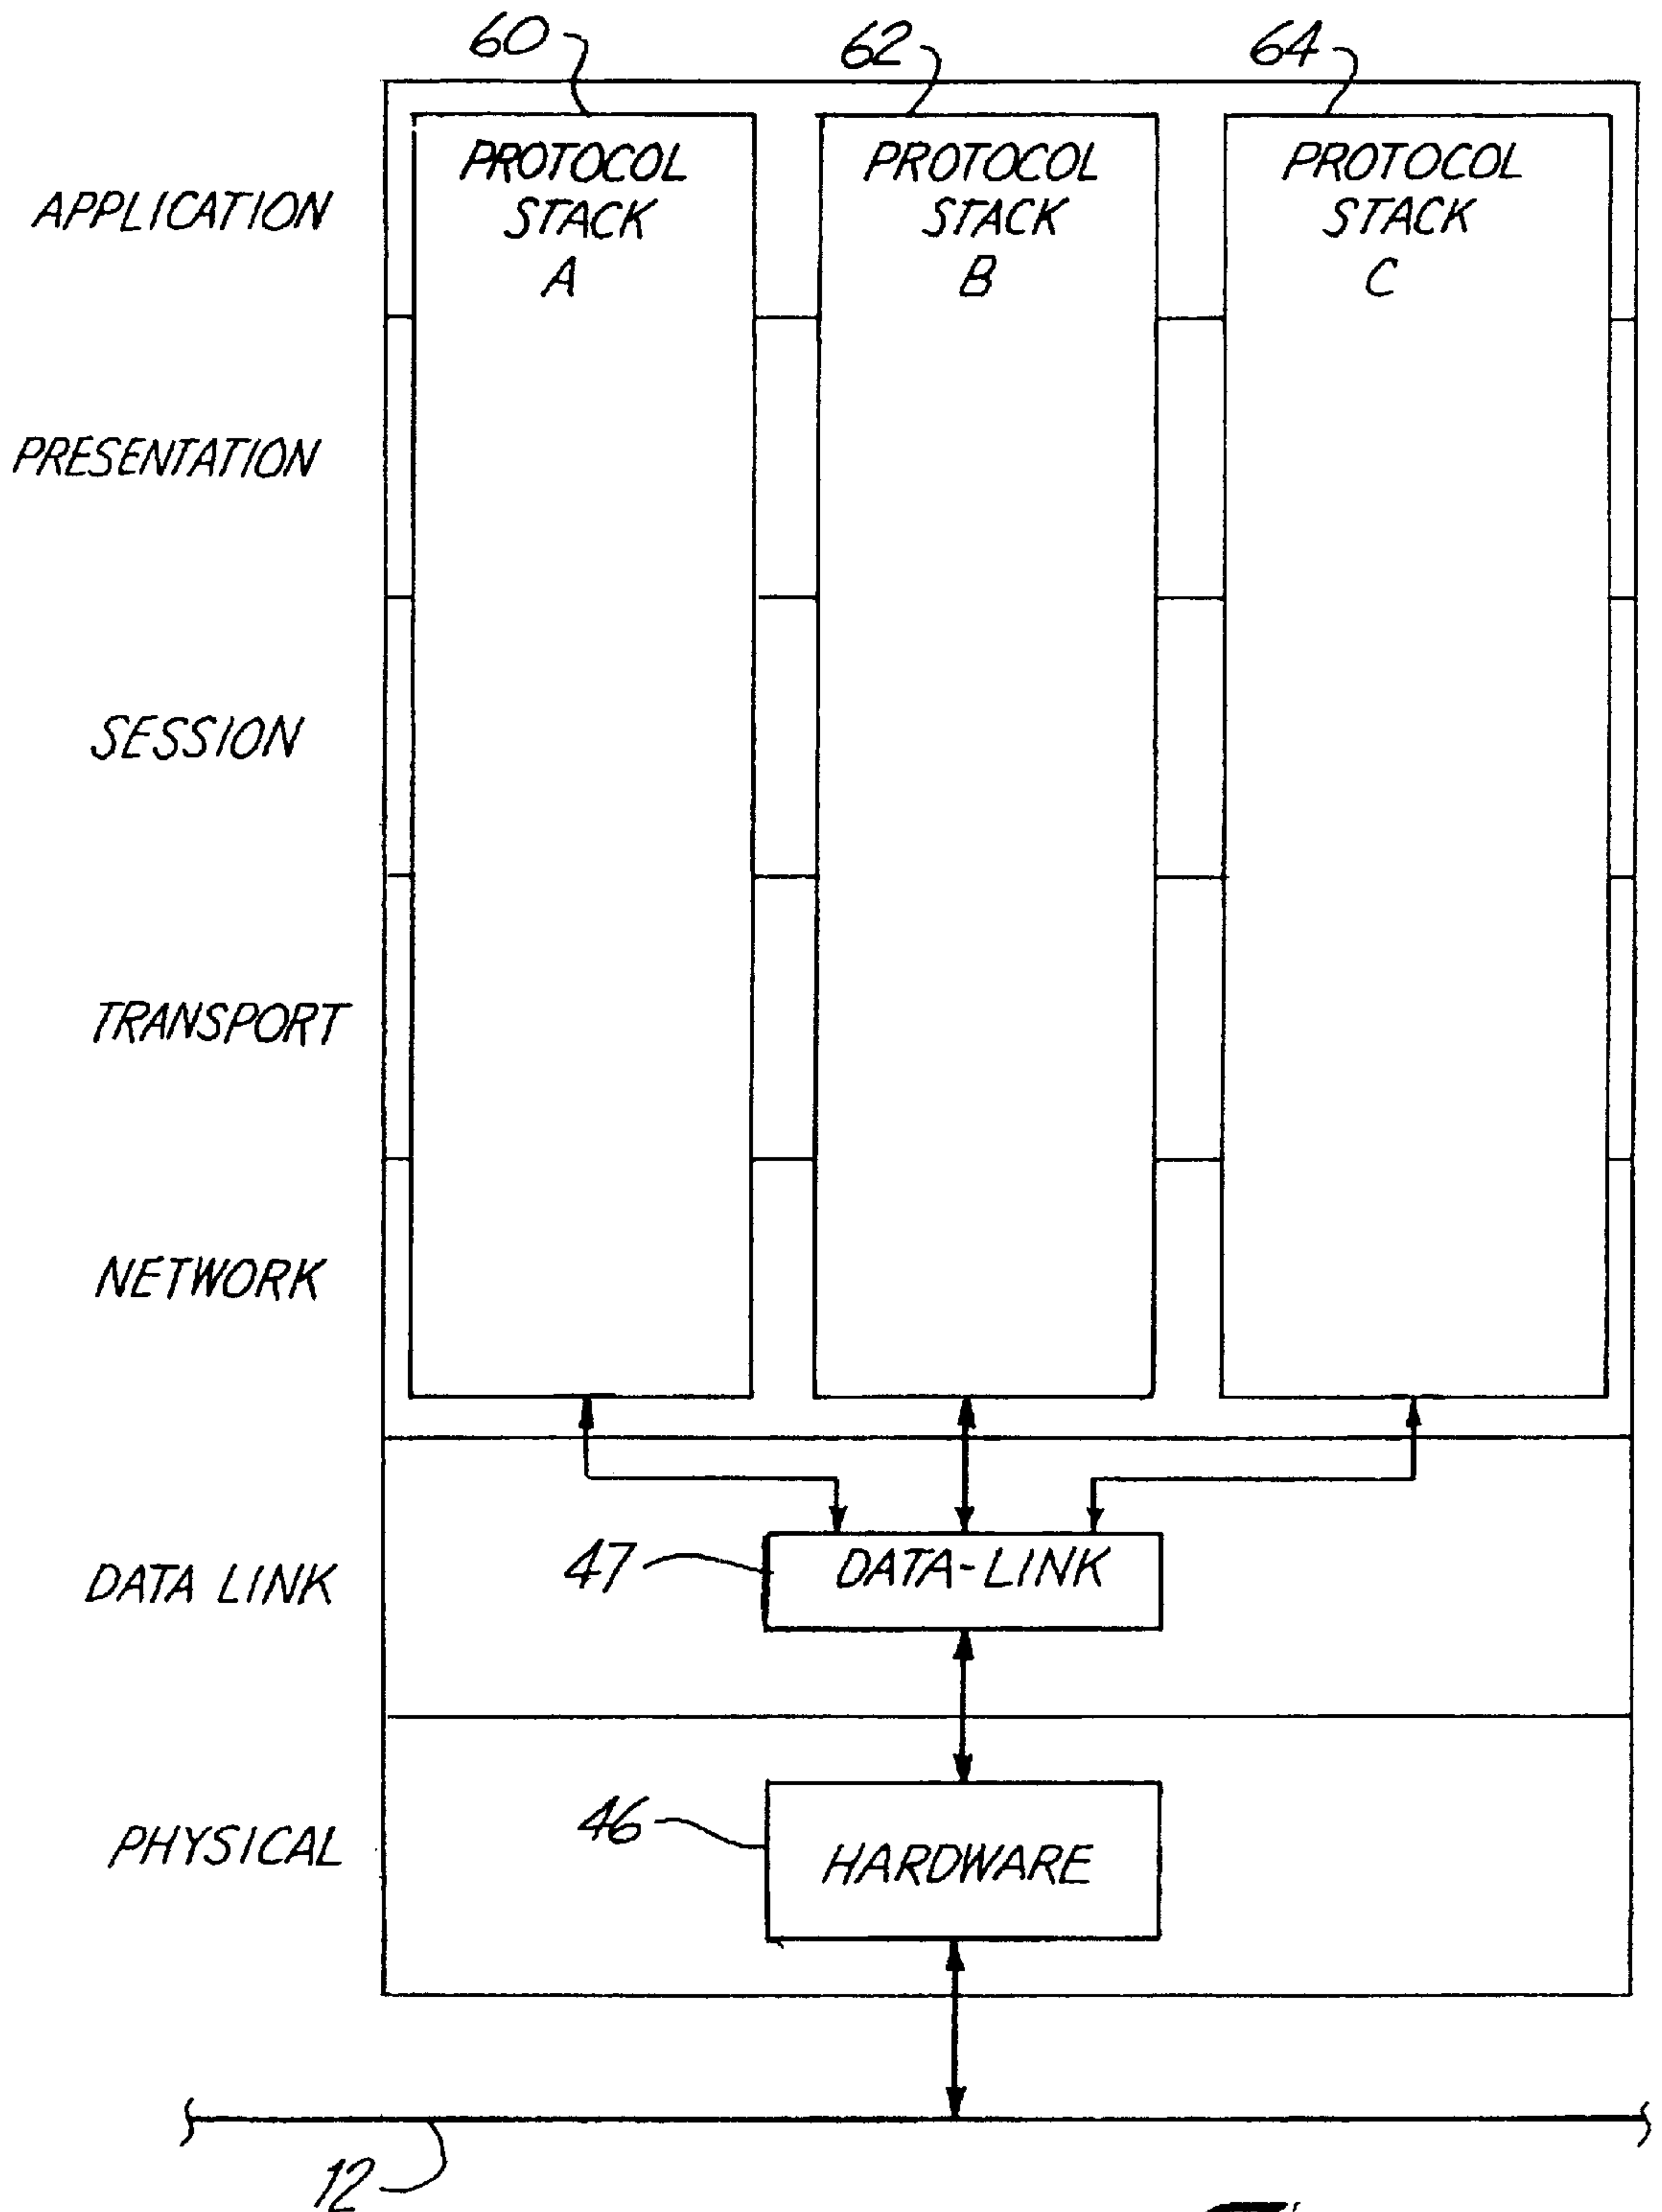 60
62
64
APPLICATION
PROTOCOL
STACK
A
PROTOCOL
STACK
B
PROTOCOL
STACK
C
PRESENTATION
SESSION
TRANSPORT
NETWORK
DATA LINK
47
DATA-LINK
PHYSICAL
46
HARDWARE
12